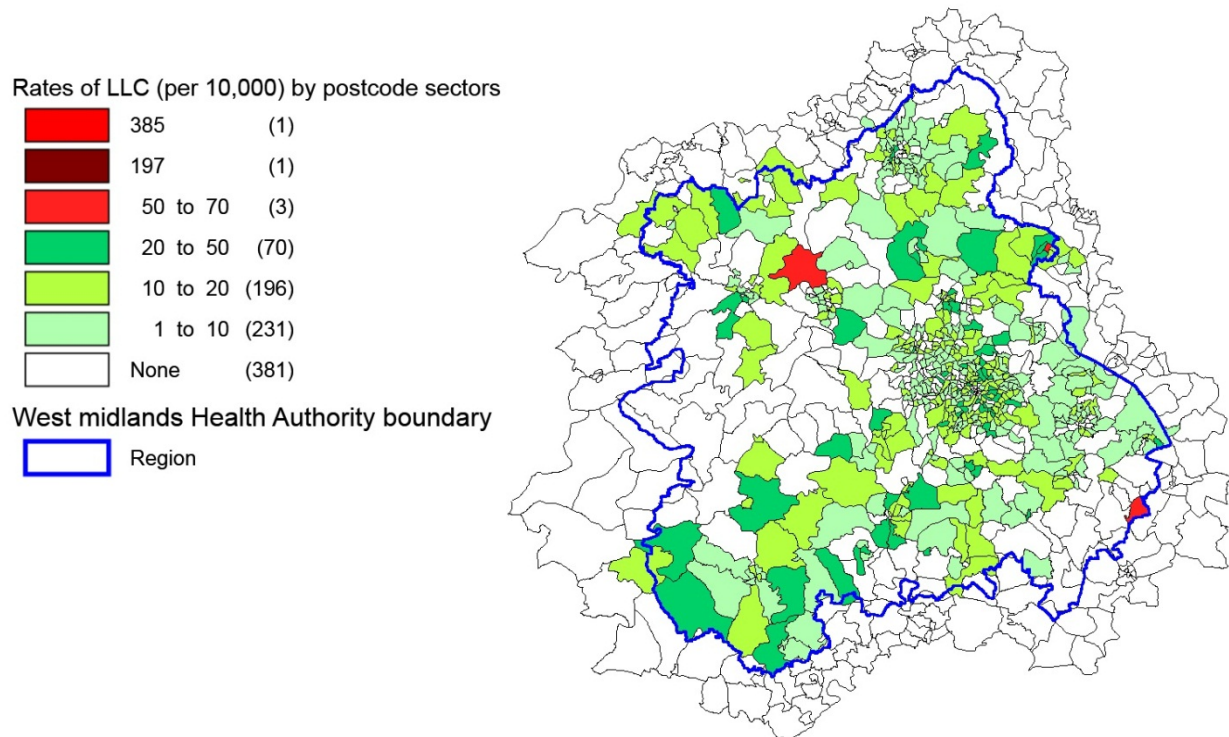 Rates of LLC (per 10,000) by postcode sectors
385 (1)
197 (1)
50 to 70 (3)
20 to 50 (70)
10 to 20 (196)
1 to 10 (231)
None (381)
West midlands Health Authority boundary
Region